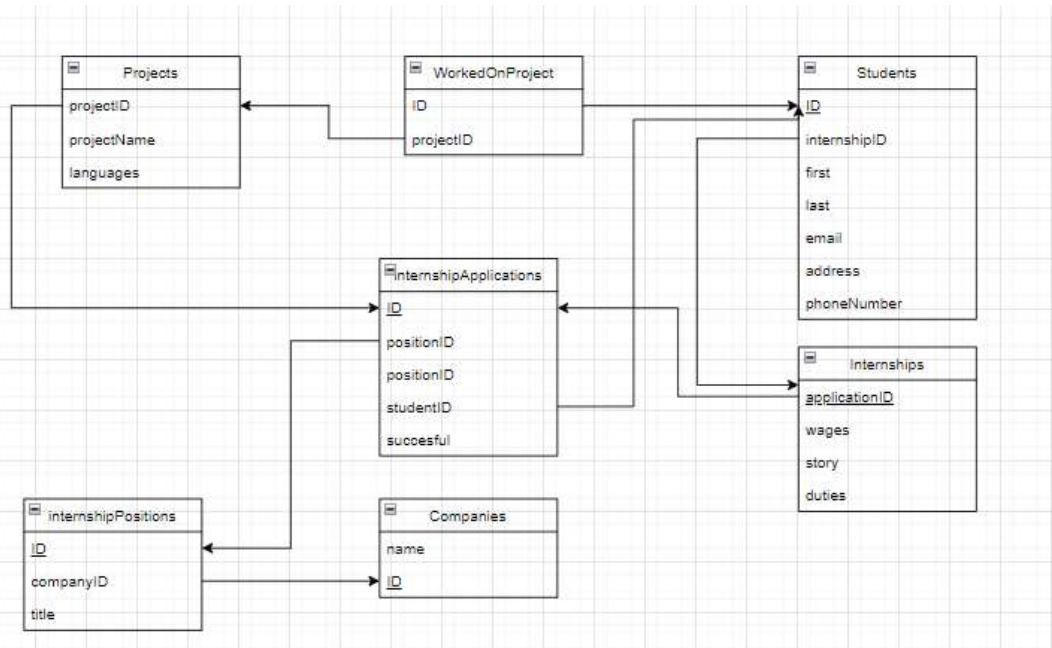 Projects
projectID
projectName
languages
WorkedOnProject
ID
projectID
Students
ID
internshipID
first
last
email
address
phoneNumber
InternshipApplications
ID
positionID
positionID
studentID
succesful
Internships
applicationID
wages
story
duties
internshipPositions
ID
companyID
title
Companies
name
ID